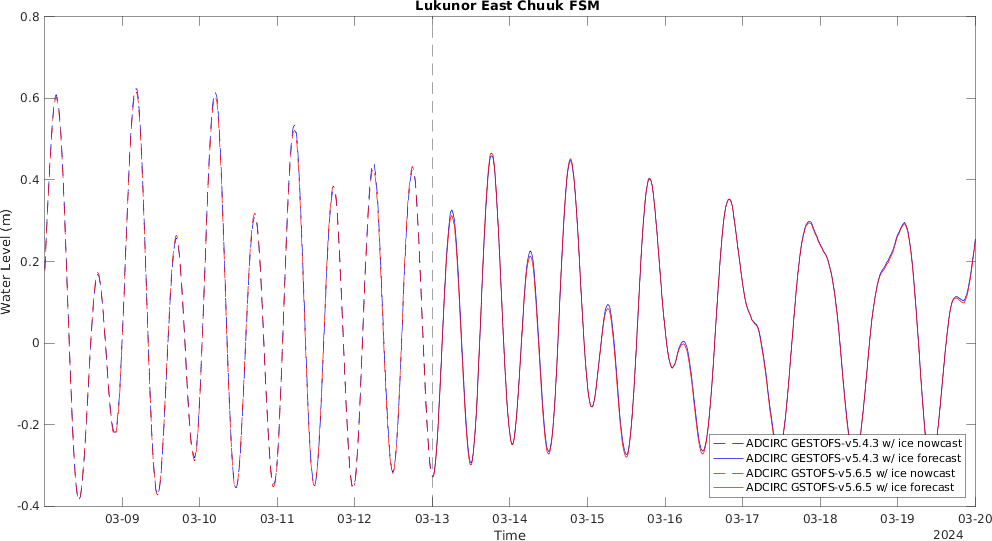 Lukunor East Chuuk FSM
0.8
0.6
0.4
0.2
0
-0.2
-0.4
Water Level (m)
03-09
03-10
03-11
03-12
03-13
03-14
03-15
03-16
03-17
03-18
03-19
03-20
Time
2024
ADCIRC GESTOFS-v5.4.3 w/ ice nowcast
ADCIRC GESTOFS-v5.4.3 w/ ice forecast
ADCIRC GSTOFS-v5.6.5 w/ ice nowcast
ADCIRC GSTOFS-v5.6.5 w/ ice forecast